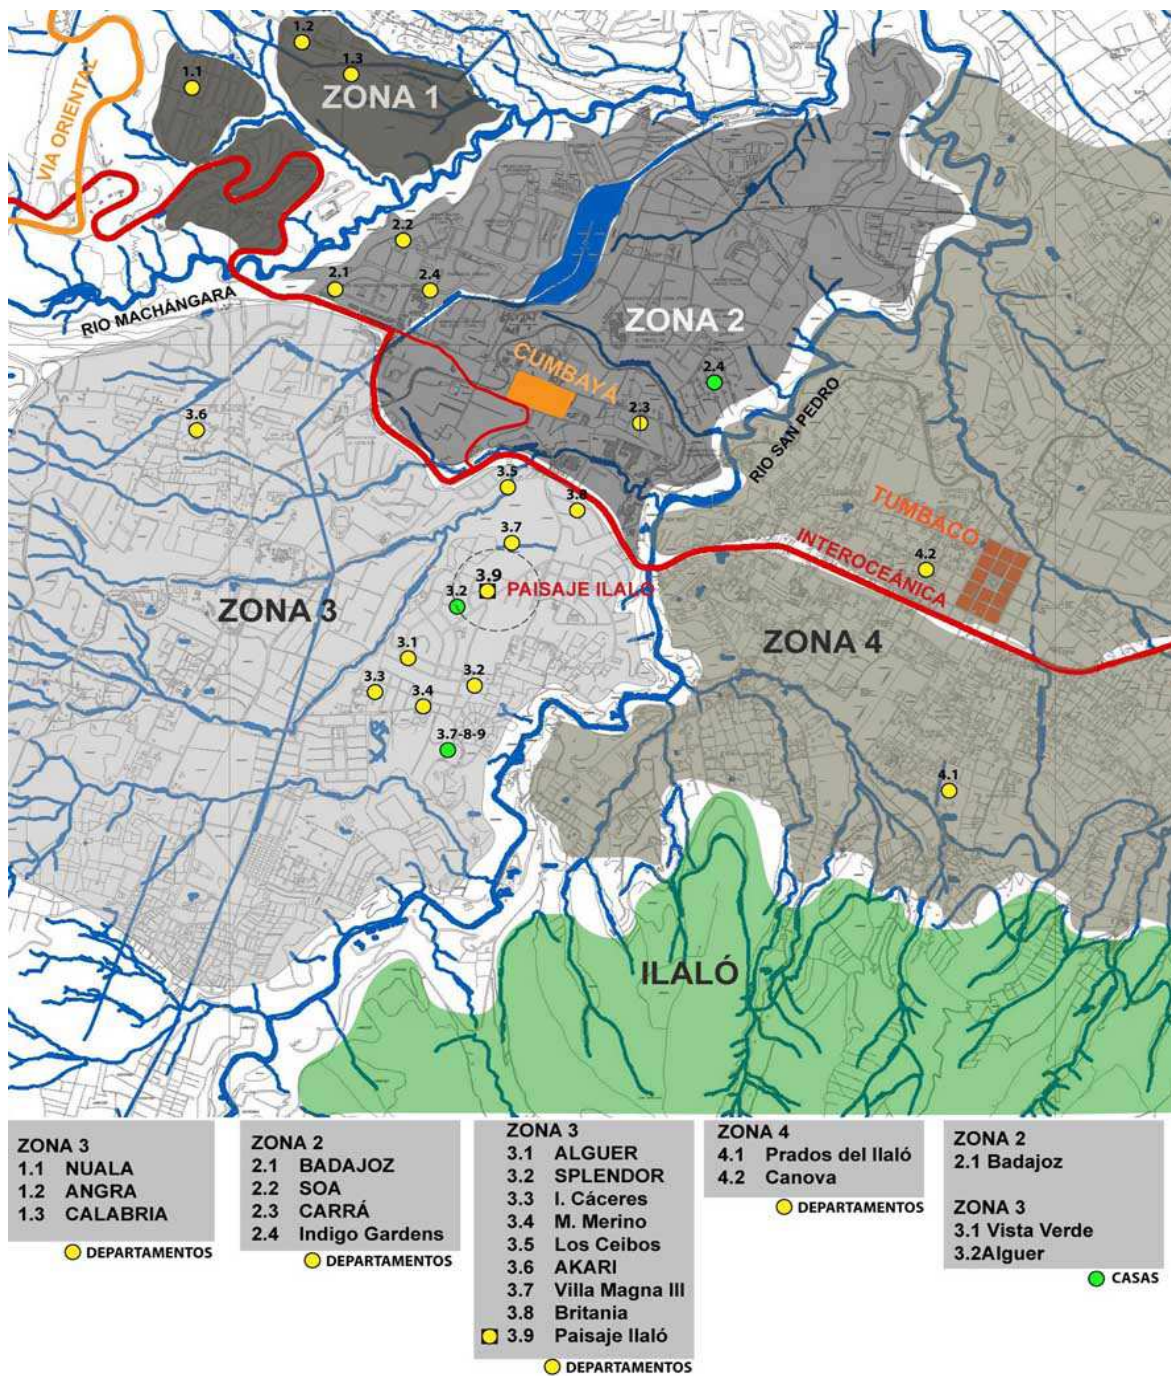 1.2
1.3
1.1
ZONA 1
VIA ORIENTAL
2.2
2.1
2.4
RIO MACHÁNGARA
ZONA 2
CUMBAYÁ
2.4
2.3
3.6
RIO SAN PEDRO
3.5
3.8
TUMBACO
3.7
INTEROCEÁNICA
4.2
3.9
PAISAJE ILALÓ
3.2
ZONA 3
ZONA 4
3.1
3.3
3.2
3.4
3.7-8-9
4.1
ILALÓ
ZONA 3
1.1 NUALA
1.2 ANGRA
1.3 CALABRIA
DEPARTAMENTOS
ZONA 2
2.1 BADAJOZ
2.2 SOA
2.3 CARRÁ
2.4 Indigo Gardens
DEPARTAMENTOS
ZONA 3
3.1 ALGUER
3.2 SPLENDOR
3.3 I. Cáceres
3.4 M. Merino
3.5 Los Ceibos
3.6 AKARI
3.7 Villa Magna III
3.8 Britania
3.9 Paisaje Ilaló
DEPARTAMENTOS
ZONA 4
4.1 Prados del Ilaló
4.2 Canova
DEPARTAMENTOS
ZONA 2
2.1 Badajoz
ZONA 3
3.1 Vista Verde
3.2Alguer
CASAS